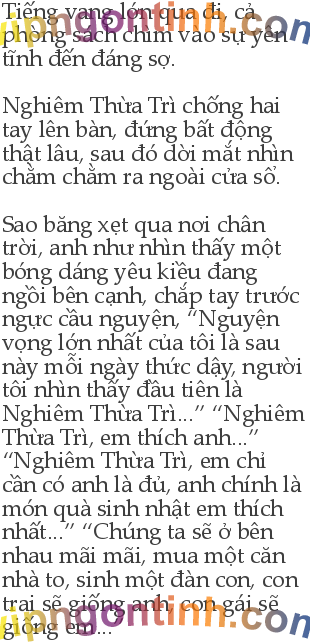 Tiếng vang lớn qua đi, cả
phòng sách chìm vào sự yên
tĩnh đến đáng sợ.
Nghiêm Thừa Trì chống hai
tay lên bàn, đứng bất động
thật lâu, sau đó dời mắt nhìn
chằm chằm ra ngoài cửa sổ.
Sao băng xẹt qua nơi chân
trời, anh như nhìn thấy một
bóng dáng yêu kiều đang
ngồi bên cạnh, chắp tay trước
ngực cầu nguyện, “Nguyện
vọng lớn nhất của tôi là sau
này mỗi ngày thức dậy, người
tôi nhìn thấy đầu tiên là
Nghiêm Thừa Trì...” “Nghiêm
Thừa Trì, em thích anh...”
“Nghiêm Thừa Trì, em chỉ
cần có anh là đủ, anh chính là
món quà sinh nhật em thích
nhất...” “Chúng ta sẽ ở bên
nhau mãi mãi, mua một căn
nhà to, sinh một đàn con, con
trai sẽ giống anh, con gái sẽ
giống em...
vipngontinh.com
vipngontinh.com